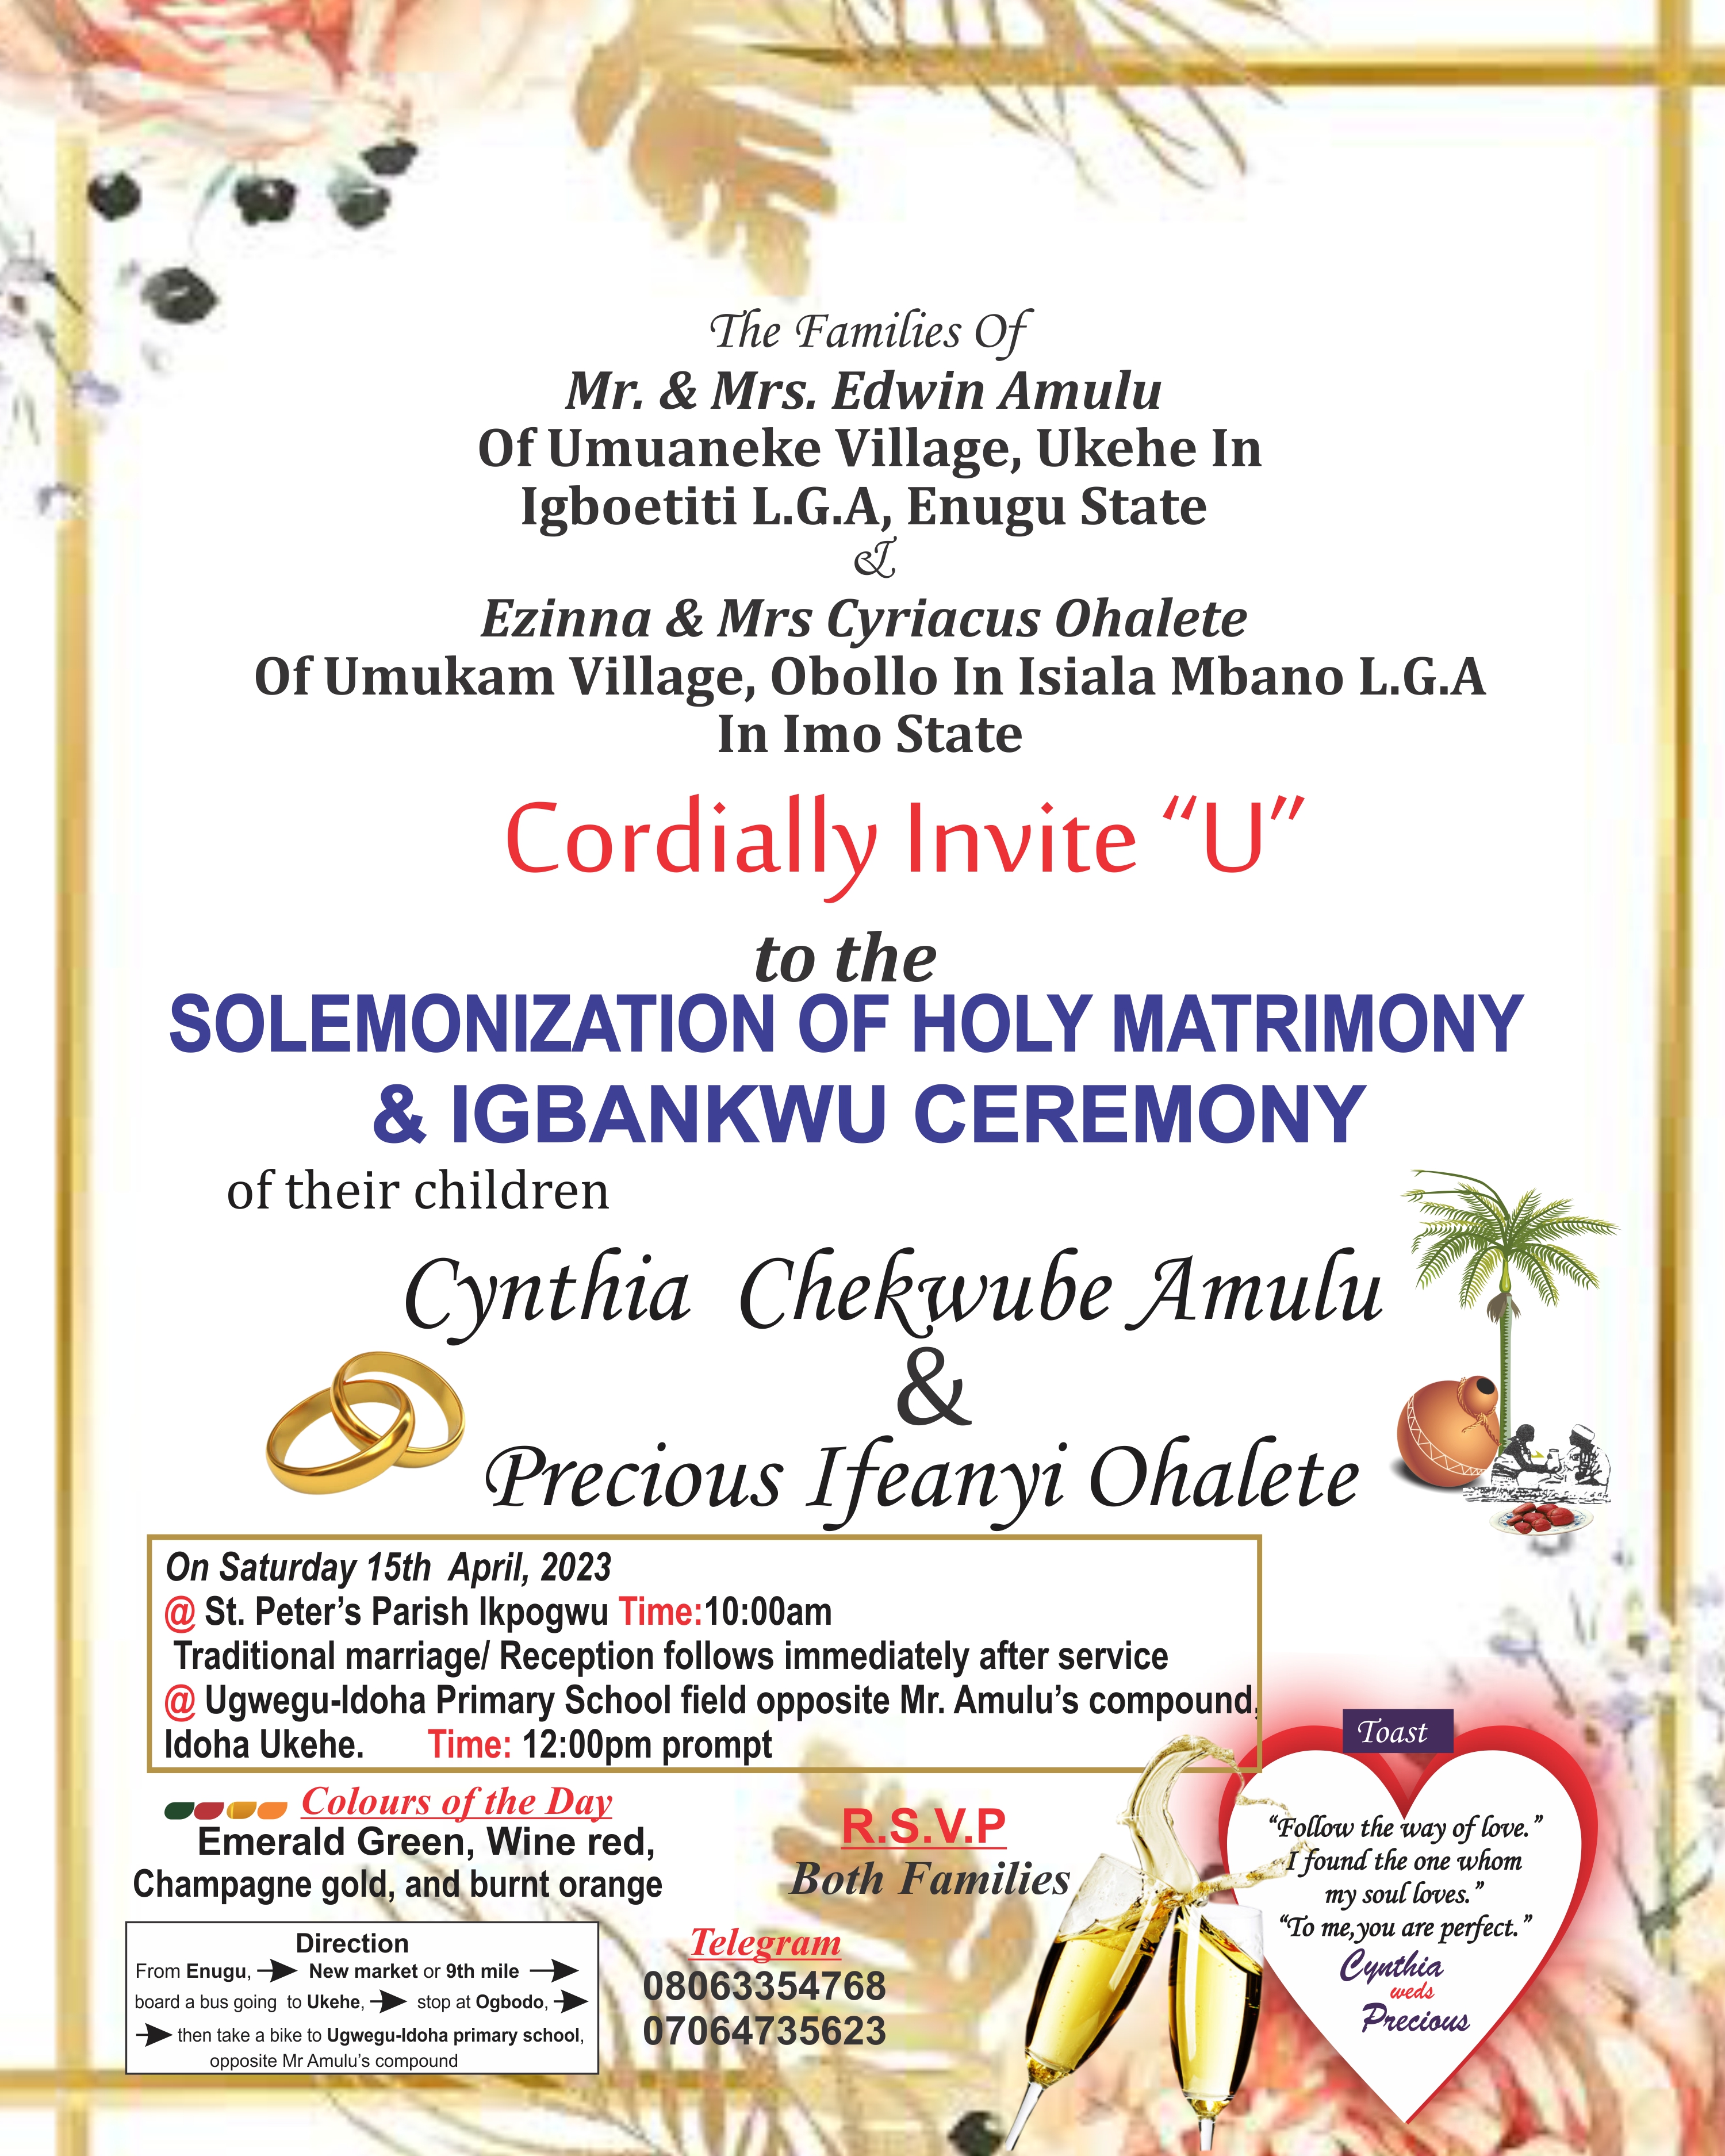 The Families Of
Mr. & Mrs. Edwin Amulu
Of Umuaneke Village, Ukehe In
Igboetiti L.G.A, Enugu State
&
Ezinna & Mrs Cyriacus Ohalete
Of Umukam Village, Obollo In Isiala Mbano L.G.A
In Imo State
Cordially Invite “U”
to the
SOLEMONIZATION OF HOLY MATRIMONY
& IGBANKWU CEREMONY
of their children
Cynthia Chekwube Amulu
&
Precious Ifeanyi Ohalete
On Saturday 15th April, 2023
@ St. Peter’s Parish Ikpogwu Time:10:00am
Traditional marriage/ Reception follows immediately after service
@ Ugwegu-Idoha Primary School field opposite Mr. Amulu’s compound,
Idoha Ukehe. Time: 12:00pm prompt
Colours of the Day
Emerald Green, Wine red,
Champagne gold, and burnt orange
Direction
From Enugu, New market or 9th mile
board a bus going to Ukehe, stop at Ogbodo,
then take a bike to Ugwegu-Idoha primary school,
opposite Mr Amulu’s compound
R.S.V.P
Both Families
Telegram
08063354768
07064735623
Toast
“Follow the way of love.”
I found the one whom
my soul loves.”
“To me,you are perfect.”
Cynthia
weds
Precious